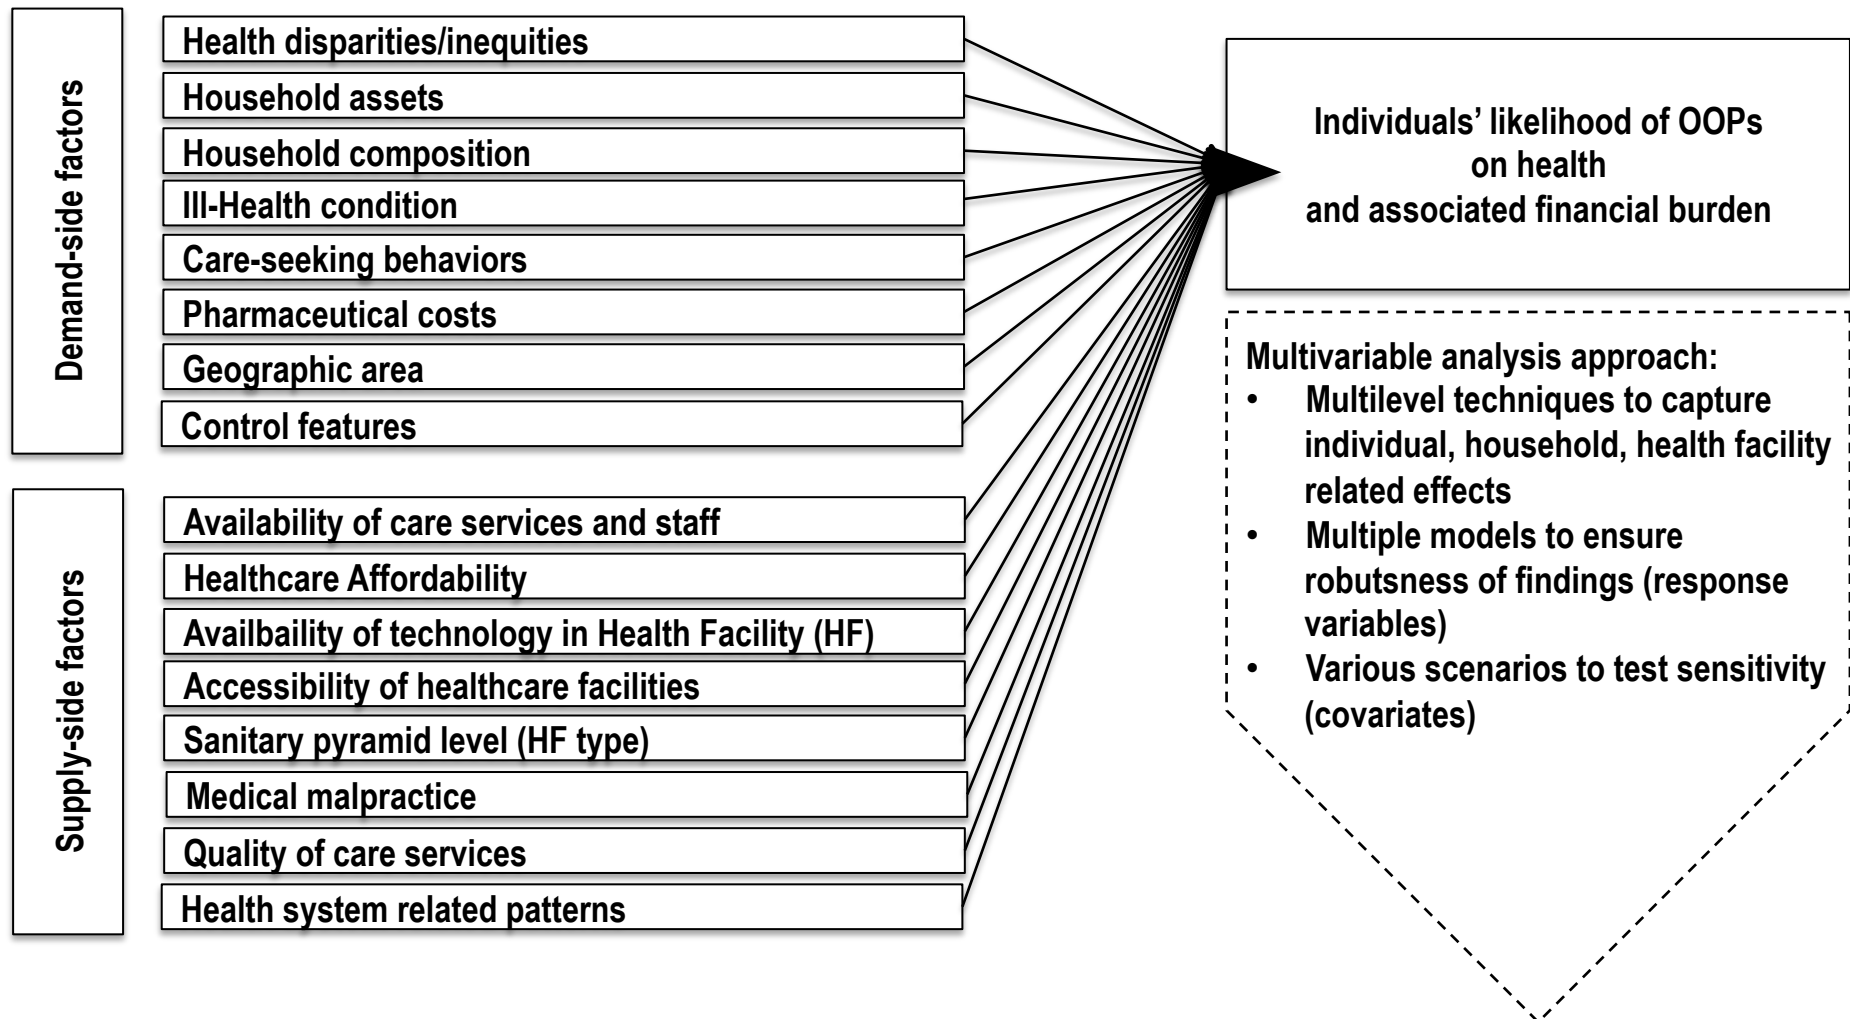 Demand-side factors
Health disparities/inequities
Household assets
Household composition
Ill-Health condition
Care-seeking behaviors
Pharmaceutical costs
Geographic area
Control features
Supply-side factors
Availability of care services and staff
Healthcare Affordability
Availbaility of technology in Health Facility (HF)
Accessibility of healthcare facilities
Sanitary pyramid level (HF type)
Medical malpractice
Quality of care services
Health system related patterns
Individuals’ likelihood of OOPs
on health
and associated financial burden
Multivariable analysis approach:
• Multilevel techniques to capture
individual, household, health facility
related effects
• Multiple models to ensure
robutsness of findings (response
variables)
• Various scenarios to test sensitivity
(covariates)